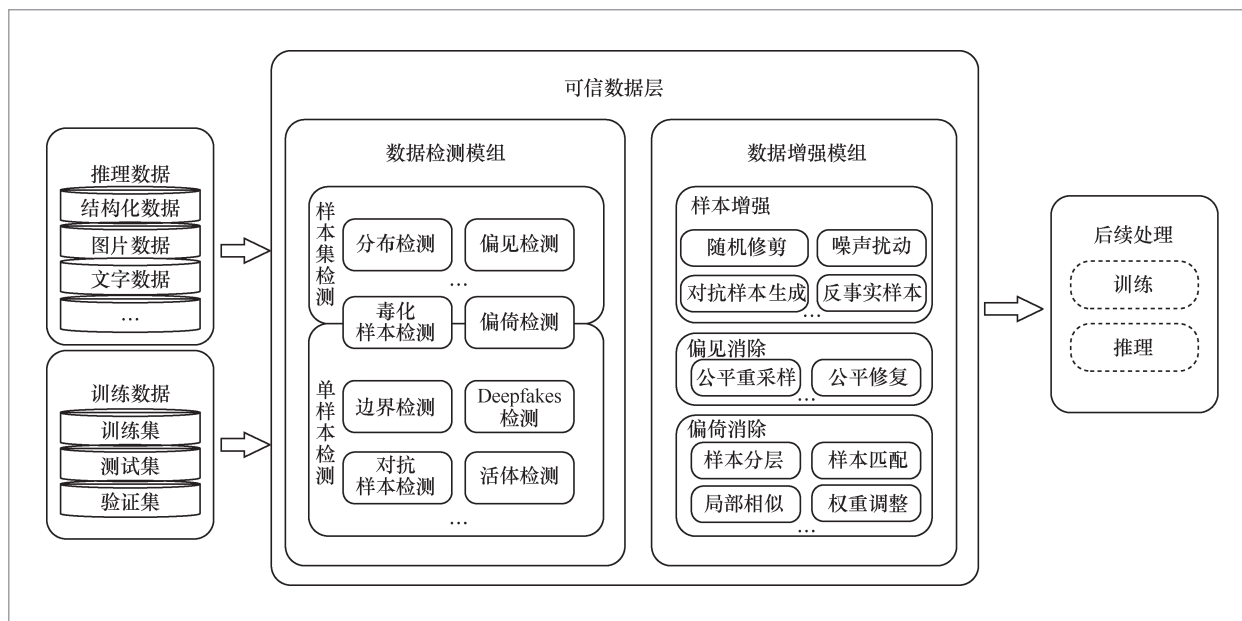 可信数据层
推理数据
结构化数据
图片数据
文字数据
…
训练数据
训练集
测试集
验证集
数据检测模组
样本集检测
分布检测
偏见检测
…
毒化
样本检测
偏倚检测
单样本检测
边界检测
Deepfakes
检测
对抗
样本检测
活体检测
…
数据增强模组
样本增强
随机修剪
噪声扰动
对抗样本生成
反事实样本
…
偏见消除
公平重采样
公平修复
…
偏倚消除
样本分层
样本匹配
局部相似
权重调整
…
后续处理
训练
推理